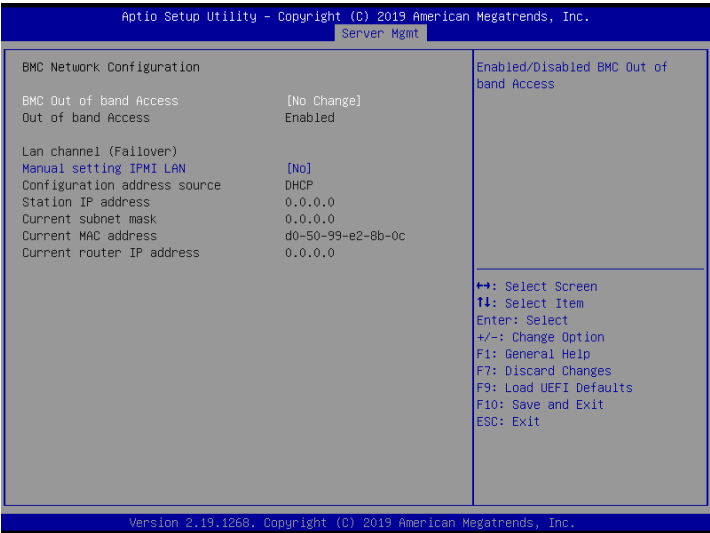 Aptio Setup Utility – Copyright (C) 2019 American Megatrends, Inc.
Server Mgmt
BMC Network Configuration
BMC Out of band Access [No Change]
Out of band Access Enabled
Lan channel (Failover)
Manual setting IPMI LAN [No]
Configuration address source DHCP
Station IP address 0.0.0.0
Current subnet mask 0.0.0.0
Current MAC address d0-50-99-e2-8b-0c
Current router IP address 0.0.0.0
Enabled/Disabled BMC Out of
band Access
↔: Select Screen
↑↓: Select Item
Enter: Select
+/-: Change Option
F1: General Help
F7: Discard Changes
F9: Load UEFI Defaults
F10: Save and Exit
ESC: Exit
Version 2.19.1268. Copyright (C) 2019 American Megatrends, Inc.